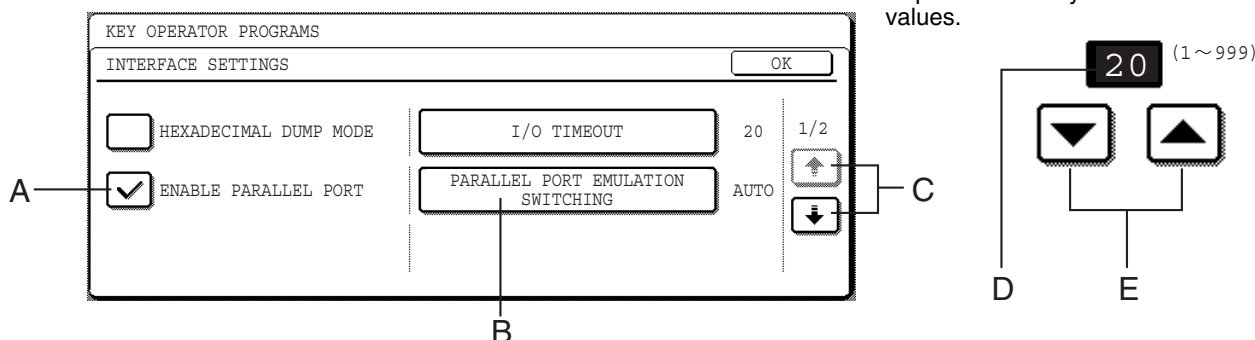 values.
KEY OPERATOR PROGRAMS
INTERFACE SETTINGS
OK
HEXADECIMAL DUMP MODE
I/O TIMEOUT
20
1/2
ENABLE PARALLEL PORT
PARALLEL PORT EMULATION
SWITCHING
AUTO
A
B
C
20
(1~999)
D
E